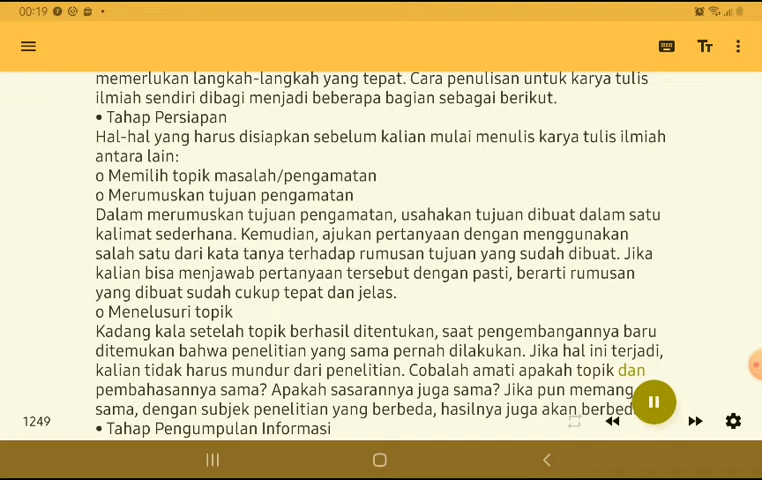 00:19
memerlukan langkah-langkah yang tepat. Cara penulisan untuk karya tulis
ilmiah sendiri dibagi menjadi beberapa bagian sebagai berikut.
• Tahap Persiapan
Hal-hal yang harus disiapkan sebelum kalian mulai menulis karya tulis ilmiah
antara lain:
o Memilih topik masalah/pengamatan
o Merumuskan tujuan pengamatan
Dalam merumuskan tujuan pengamatan, usahakan tujuan dibuat dalam satu
kalimat sederhana. Kemudian, ajukan pertanyaan dengan menggunakan
salah satu dari kata tanya terhadap rumusan tujuan yang sudah dibuat. Jika
kalian bisa menjawab pertanyaan tersebut dengan pasti, berarti rumusan
yang dibuat sudah cukup tepat dan jelas.
o Menelusuri topik
Kadang kala setelah topik berhasil ditentukan, saat pengembangannya baru
ditemukan bahwa penelitian yang sama pernah dilakukan. Jika hal ini terjadi,
kalian tidak harus mundur dari penelitian. Cobalah amati apakah topik dan
pembahasannya sama? Apakah sasarannya juga sama? Jika pun memang
sama, dengan subjek penelitian yang berbeda, hasilnya juga akan
• Tahap Pengumpulan Informasi
1249